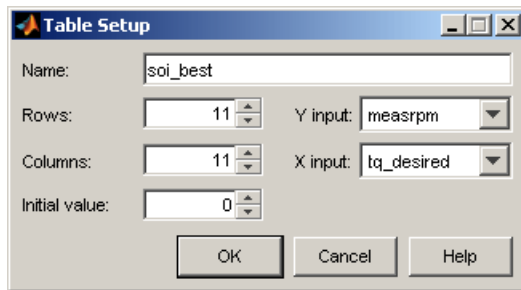 Table Setup
Name: soi_best
Rows: 11 Y input: measrpm
Columns: 11 X input: tq_desired
Initial value: 0
OK Cancel Help